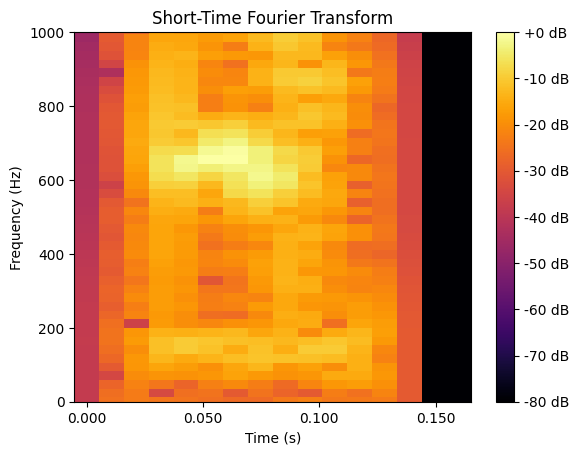 Short-Time Fourier Transform
1000
800
600
400
200
0
Frequency (Hz)
0.000
0.050
0.100
0.150
Time (s)
+0 dB
-10 dB
-20 dB
-30 dB
-40 dB
-50 dB
-60 dB
-70 dB
-80 dB